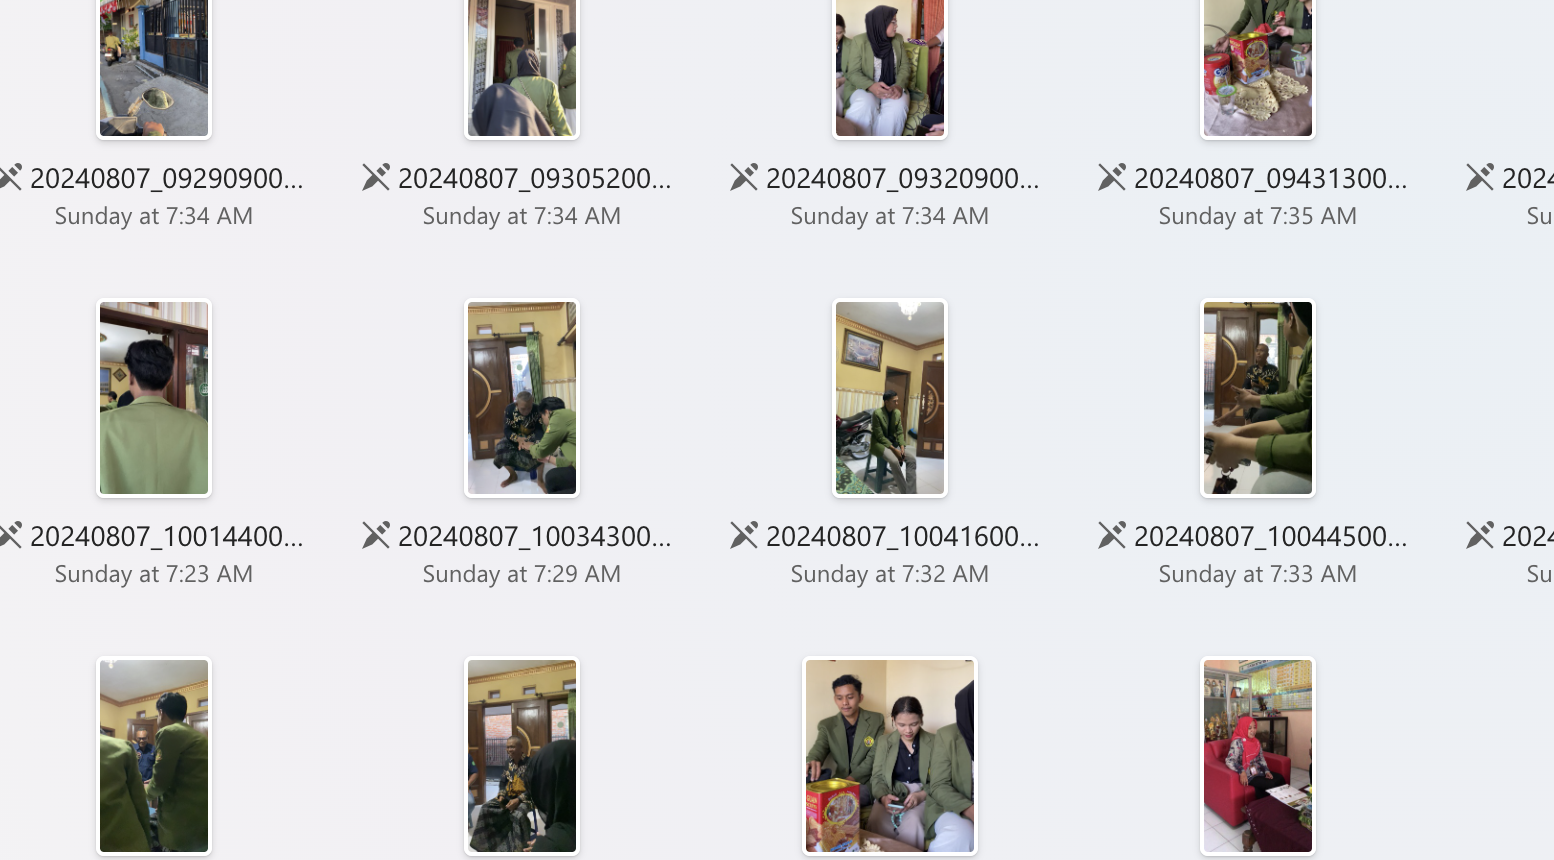 20240807_09290900...
20240807_09305200...
20240807_09320900...
20240807_09431300...
2024
Sunday at 7:34 AM
Sunday at 7:34 AM
Sunday at 7:34 AM
Sunday at 7:35 AM
Su
20240807_10014400...
20240807_10034300...
20240807_10041600...
20240807_10044500...
2024
Sunday at 7:23 AM
Sunday at 7:29 AM
Sunday at 7:32 AM
Sunday at 7:33 AM
Su